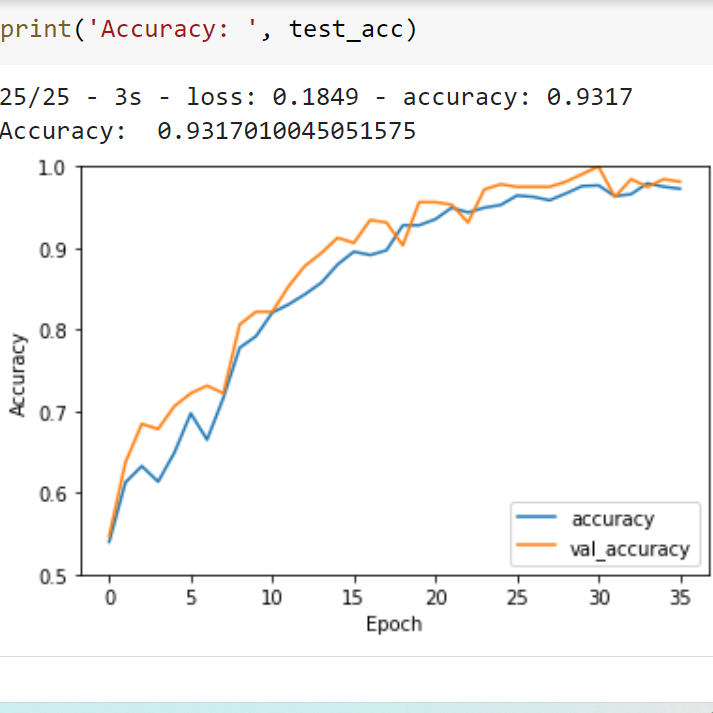 print('Accuracy: ', test_acc)
25/25 - 3s - loss: 0.1849 - accuracy: 0.9317
Accuracy:  0.9317010045051575
1.0
0.9
0.8
0.7
0.6
0.5
Accuracy
accuracy
val_accuracy
0 5 10 15 20 25 30 35
Epoch